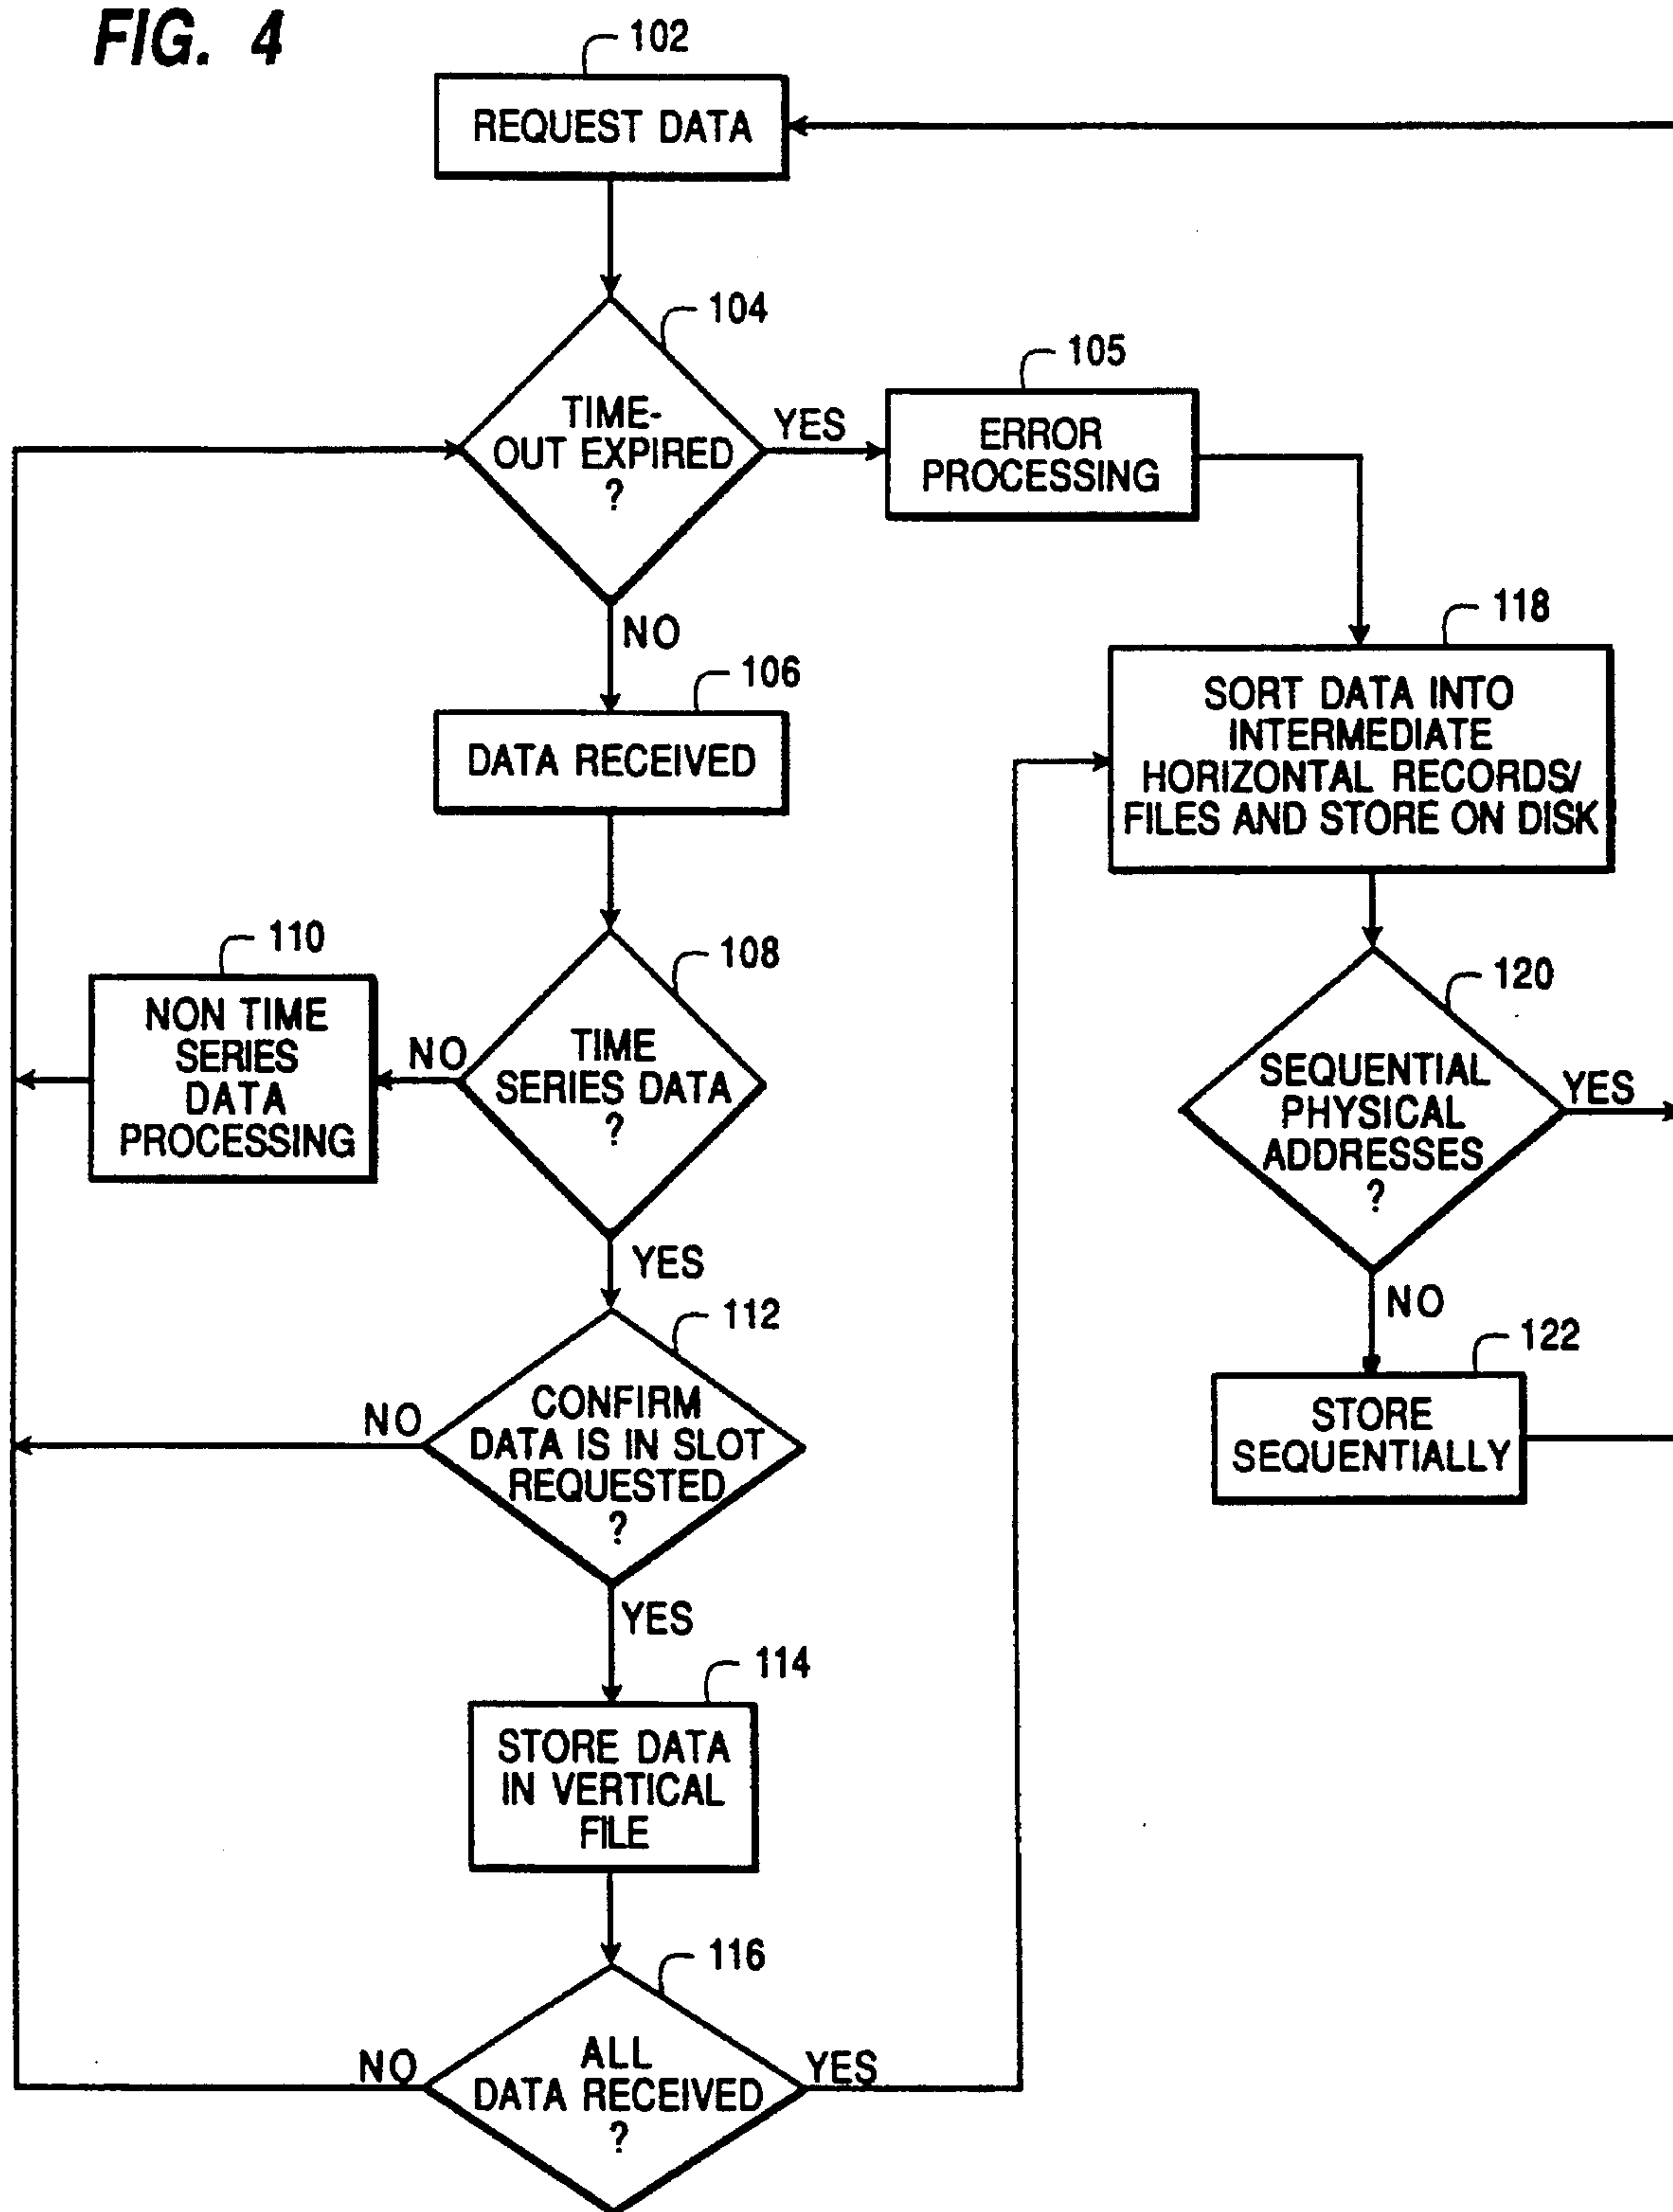 FIG. 4
102
REQUEST DATA
104
TIME-
OUT EXPIRED
?
YES
NO
105
ERROR
PROCESSING
106
DATA RECEIVED
108
TIME
SERIES DATA
?
NO
YES
110
NON TIME
SERIES
DATA
PROCESSING
112
CONFIRM
DATA IS IN SLOT
REQUESTED
?
NO
YES
114
STORE DATA
IN VERTICAL
FILE
116
ALL
DATA RECEIVED
?
NO
YES
118
SORT DATA INTO
INTERMEDIATE
HORIZONTAL RECORDS/
FILES AND STORE ON DISK
120
SEQUENTIAL
PHYSICAL
ADDRESSES
?
YES
NO
122
STORE
SEQUENTIALLY